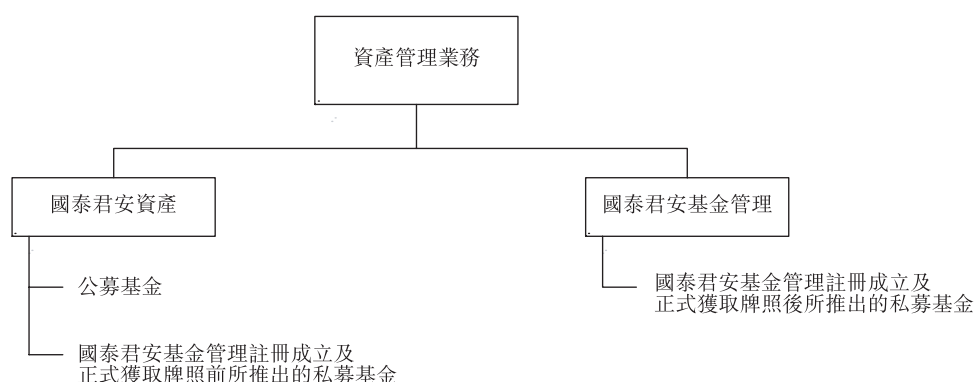 資產管理業務
國泰君安資產
國泰君安基金管理
公募基金
國泰君安基金管理註冊成立及
正式獲取牌照後所推出的私募基金
國泰君安基金管理註冊成立及
正式獲取牌照前所推出的私募基金